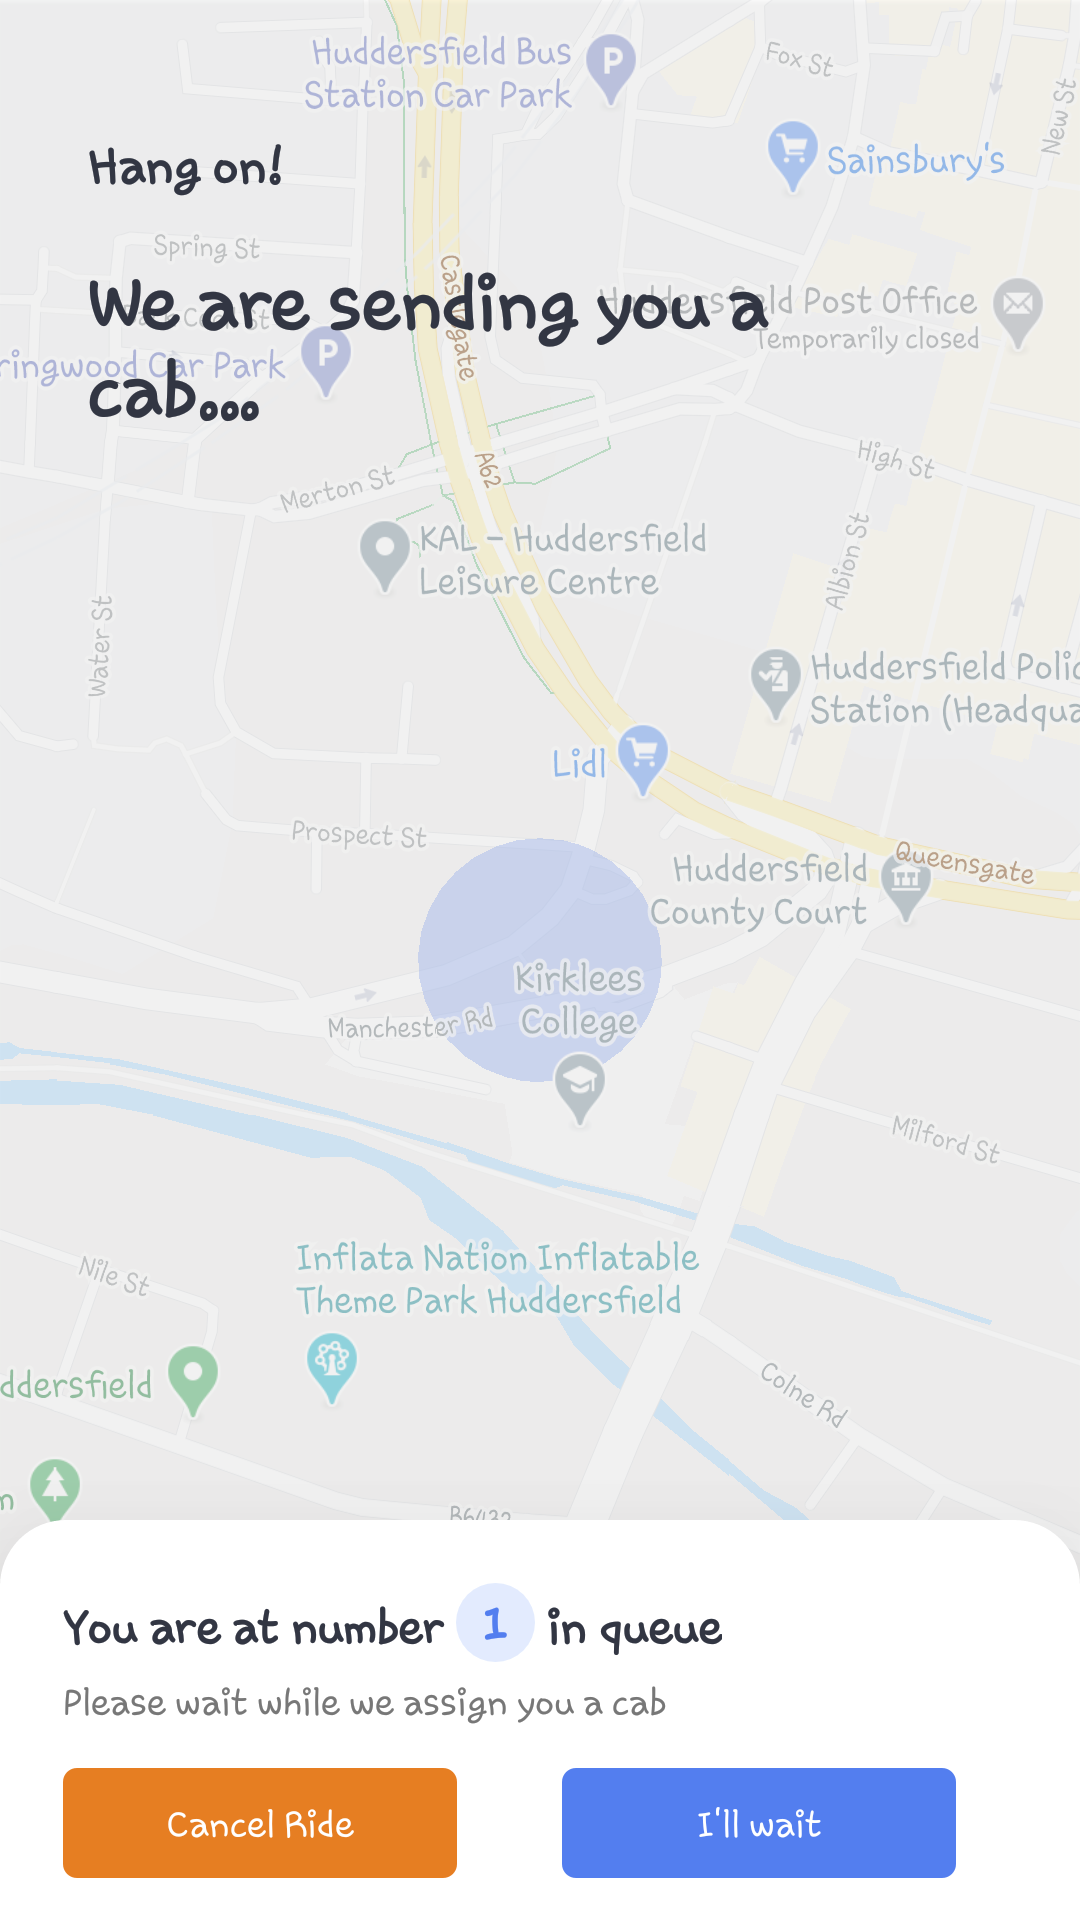 Huddersfield Bus
Station Car Park
Fox St
New St
Sainsbury's
Hang on!
Spring St
We are sending you a
cab...
Huddersfield Post Office
Temporarily closed
Castlegate
ringwood Car Park
A62
High St
Merton St
KAL - Huddersfield
Leisure Centre
Albion St
Water St
Huddersfield Polic
Station (Headqua
Lidl
Prospect St
Queensgate
Huddersfield
County Court
Kirklees
College
Manchester Rd
Milford St
Inflata Nation Inflatable
Theme Park Huddersfield
Nile St
ddersfield
Colne Rd
n
B6432
You are at number 1 in queue
Please wait while we assign you a cab
Cancel Ride
I'll wait